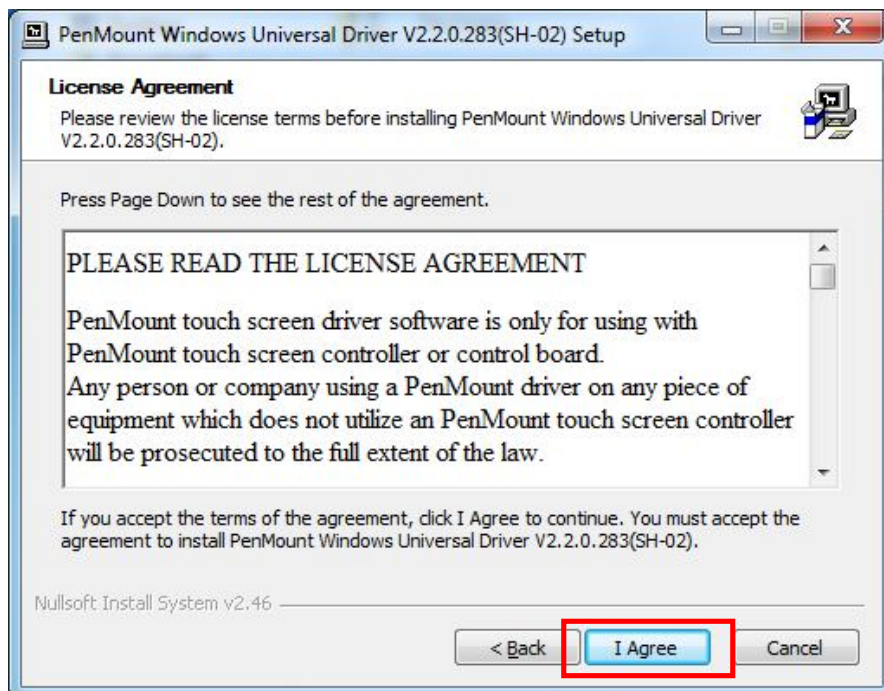 PenMount Windows Universal Driver V2.2.0.283(SH-02) Setup
License Agreement
Please review the license terms before installing PenMount Windows Universal Driver
V2.2.0.283(SH-02).
Press Page Down to see the rest of the agreement.
PLEASE READ THE LICENSE AGREEMENT
PenMount touch screen driver software is only for using with
PenMount touch screen controller or control board.
Any person or company using a PenMount driver on any piece of
equipment which does not utilize an PenMount touch screen controller
will be prosecuted to the full extent of the law.
If you accept the terms of the agreement, click I Agree to continue. You must accept the
agreement to install PenMount Windows Universal Driver V2.2.0.283(SH-02).
Nullsoft Install System v2.46
< Back I Agree Cancel